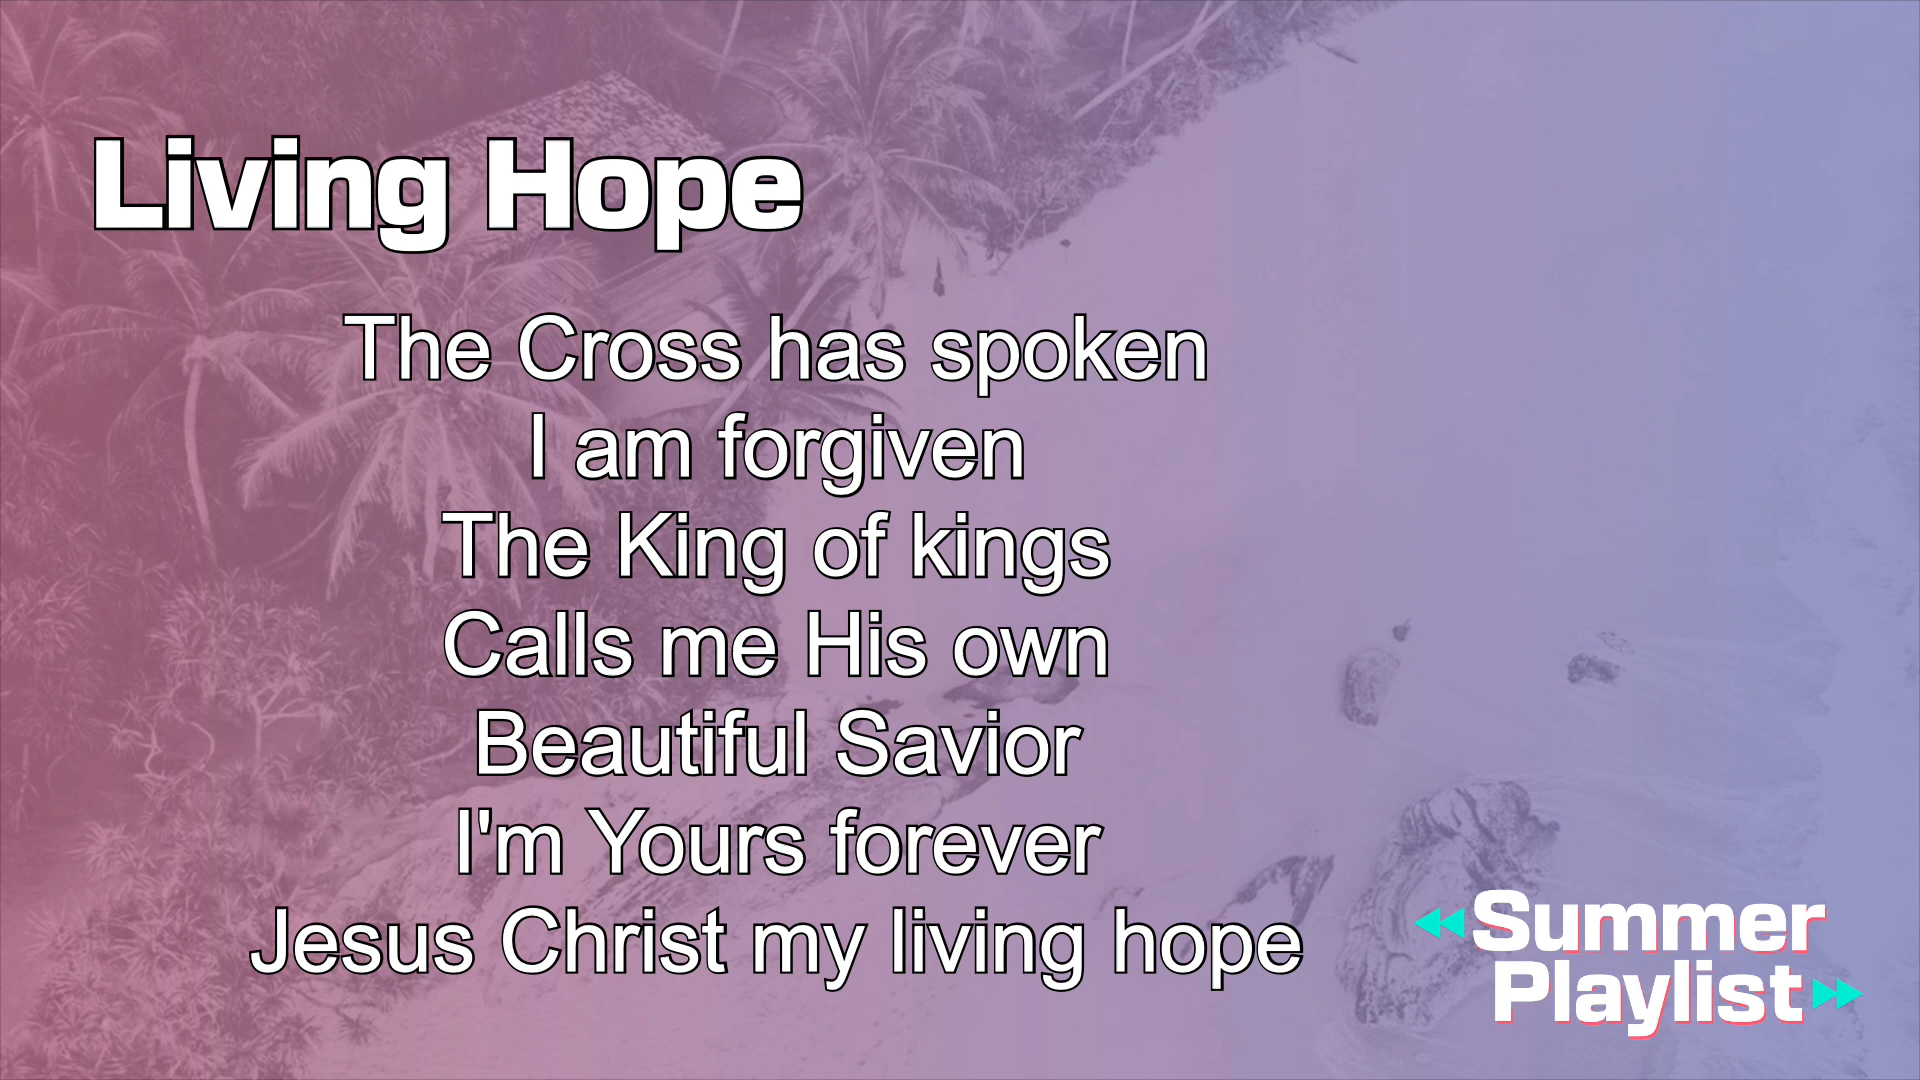 Living Hope
The Cross has spoken
I am forgiven
The King of kings
Calls me His own
Beautiful Savior
I'm Yours forever
Jesus Christ my living hope
Summer
Playlist